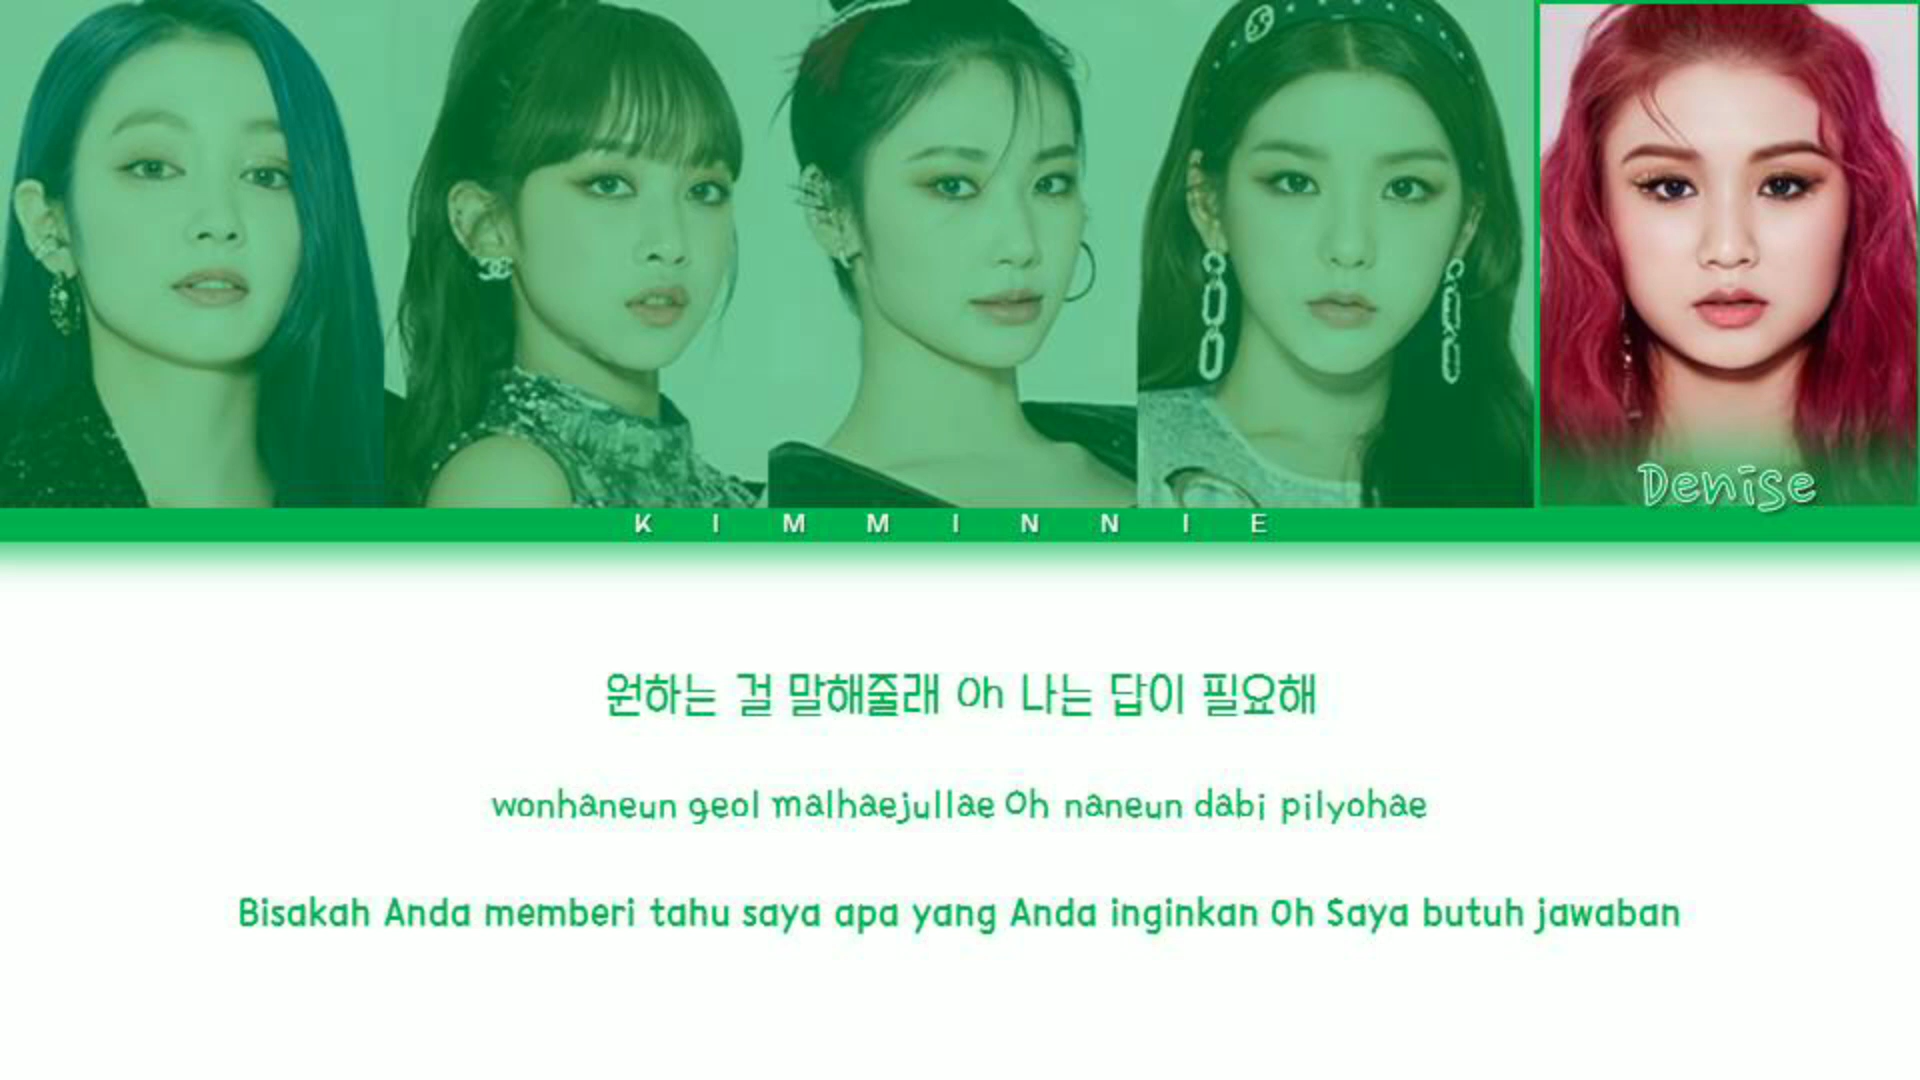 Denise
KIMMINNIE
원하는 걸 말해줄래 Oh 나는 답이 필요해
wonhaneun geol malhaejullae Oh naneun dabi pilyohae
Bisakah Anda memberi tahu saya apa yang Anda inginkan Oh Saya butuh jawaban